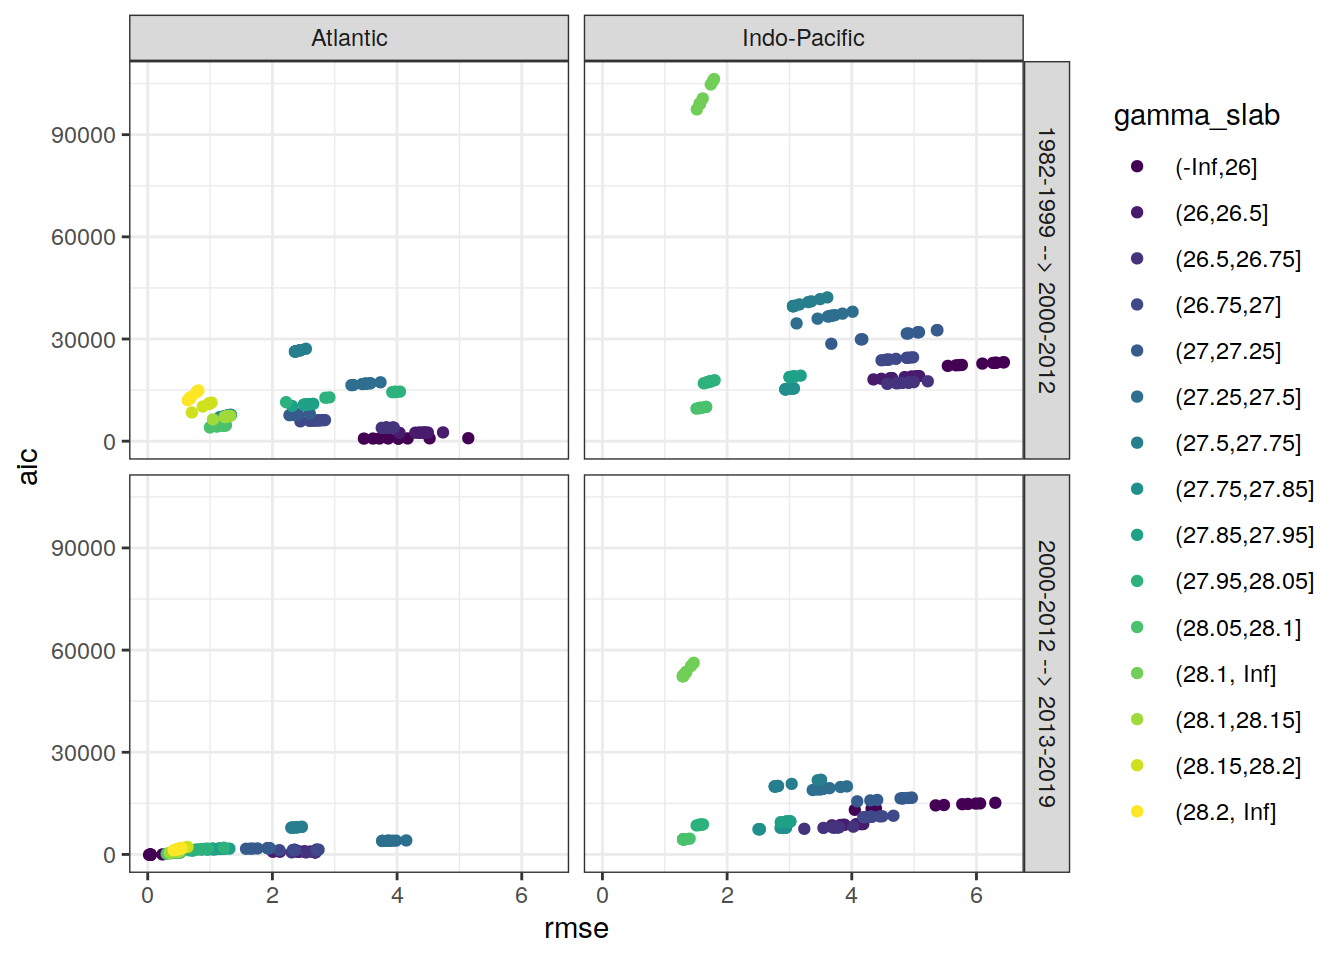 Atlantic
Indo-Pacific
90000
60000
30000
0
1982-1999 --> 2000-2012
90000
60000
30000
0
2000-2012 --> 2013-2019
0
2
4
6
0
2
4
6
rmse
aic
gamma_slab
(-Inf,26]
(26,26.5]
(26.5,26.75]
(26.75,27]
(27,27.25]
(27.25,27.5]
(27.5,27.75]
(27.75,27.85]
(27.85,27.95]
(27.95,28.05]
(28.05,28.1]
(28.1, Inf]
(28.1,28.15]
(28.15,28.2]
(28.2, Inf]